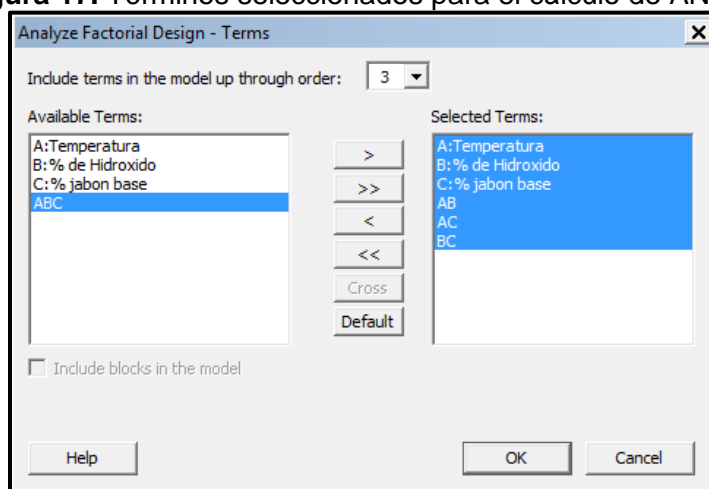 Términos seleccionados para el cálculo de
Analyze Factorial Design - Terms
Include terms in the model up through order: 3
Available Terms:
A:Temperatura
B:% de Hidroxido
C:% jabon base
ABC
>
>>
<
<<
Cross
Default
Selected Terms:
A:Temperatura
B:% de Hidroxido
C:% jabon base
AB
AC
BC
Include blocks in the model
Help
OK
Cancel